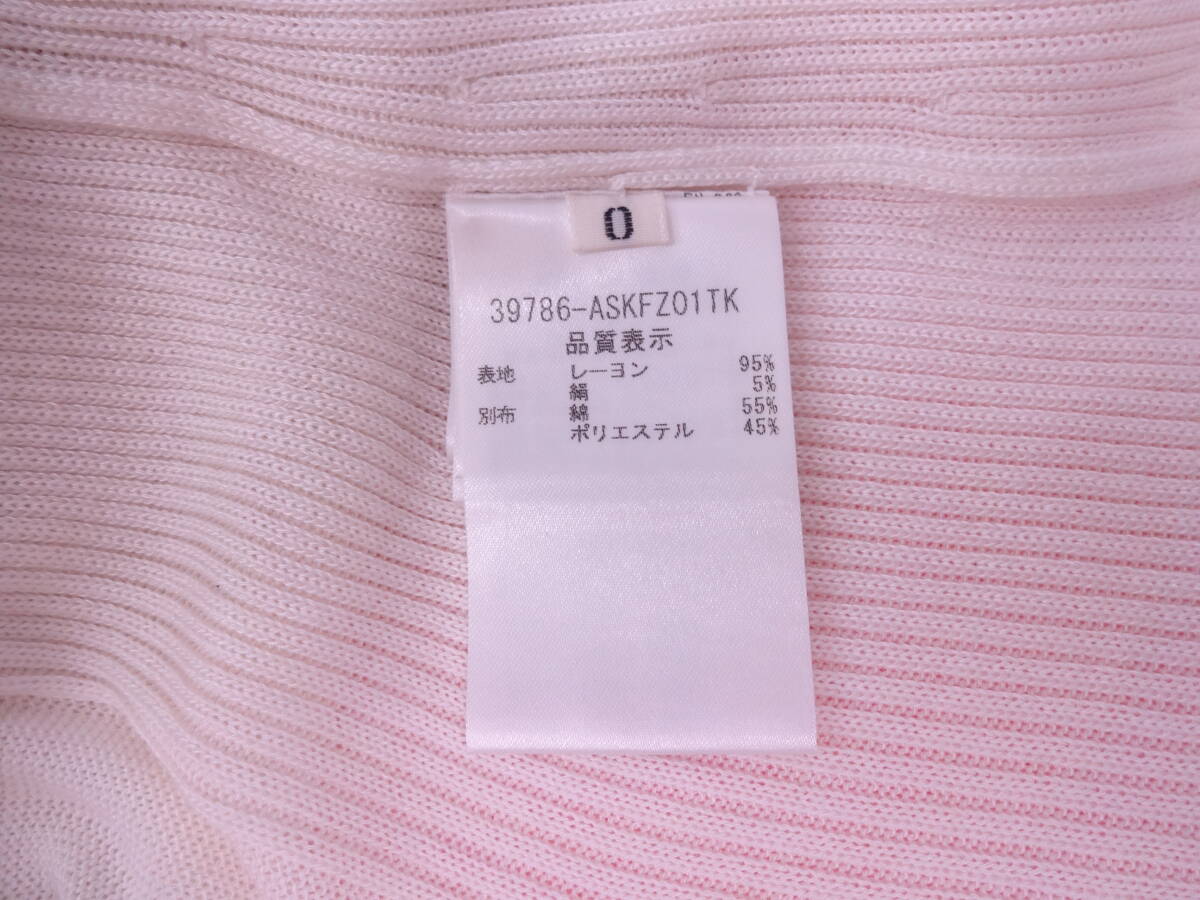 0
39786-ASKFZ01TK
品質表示
表地 レーヨン 95%
絹 5%
別布 綿 55%
ポリエステル 45%